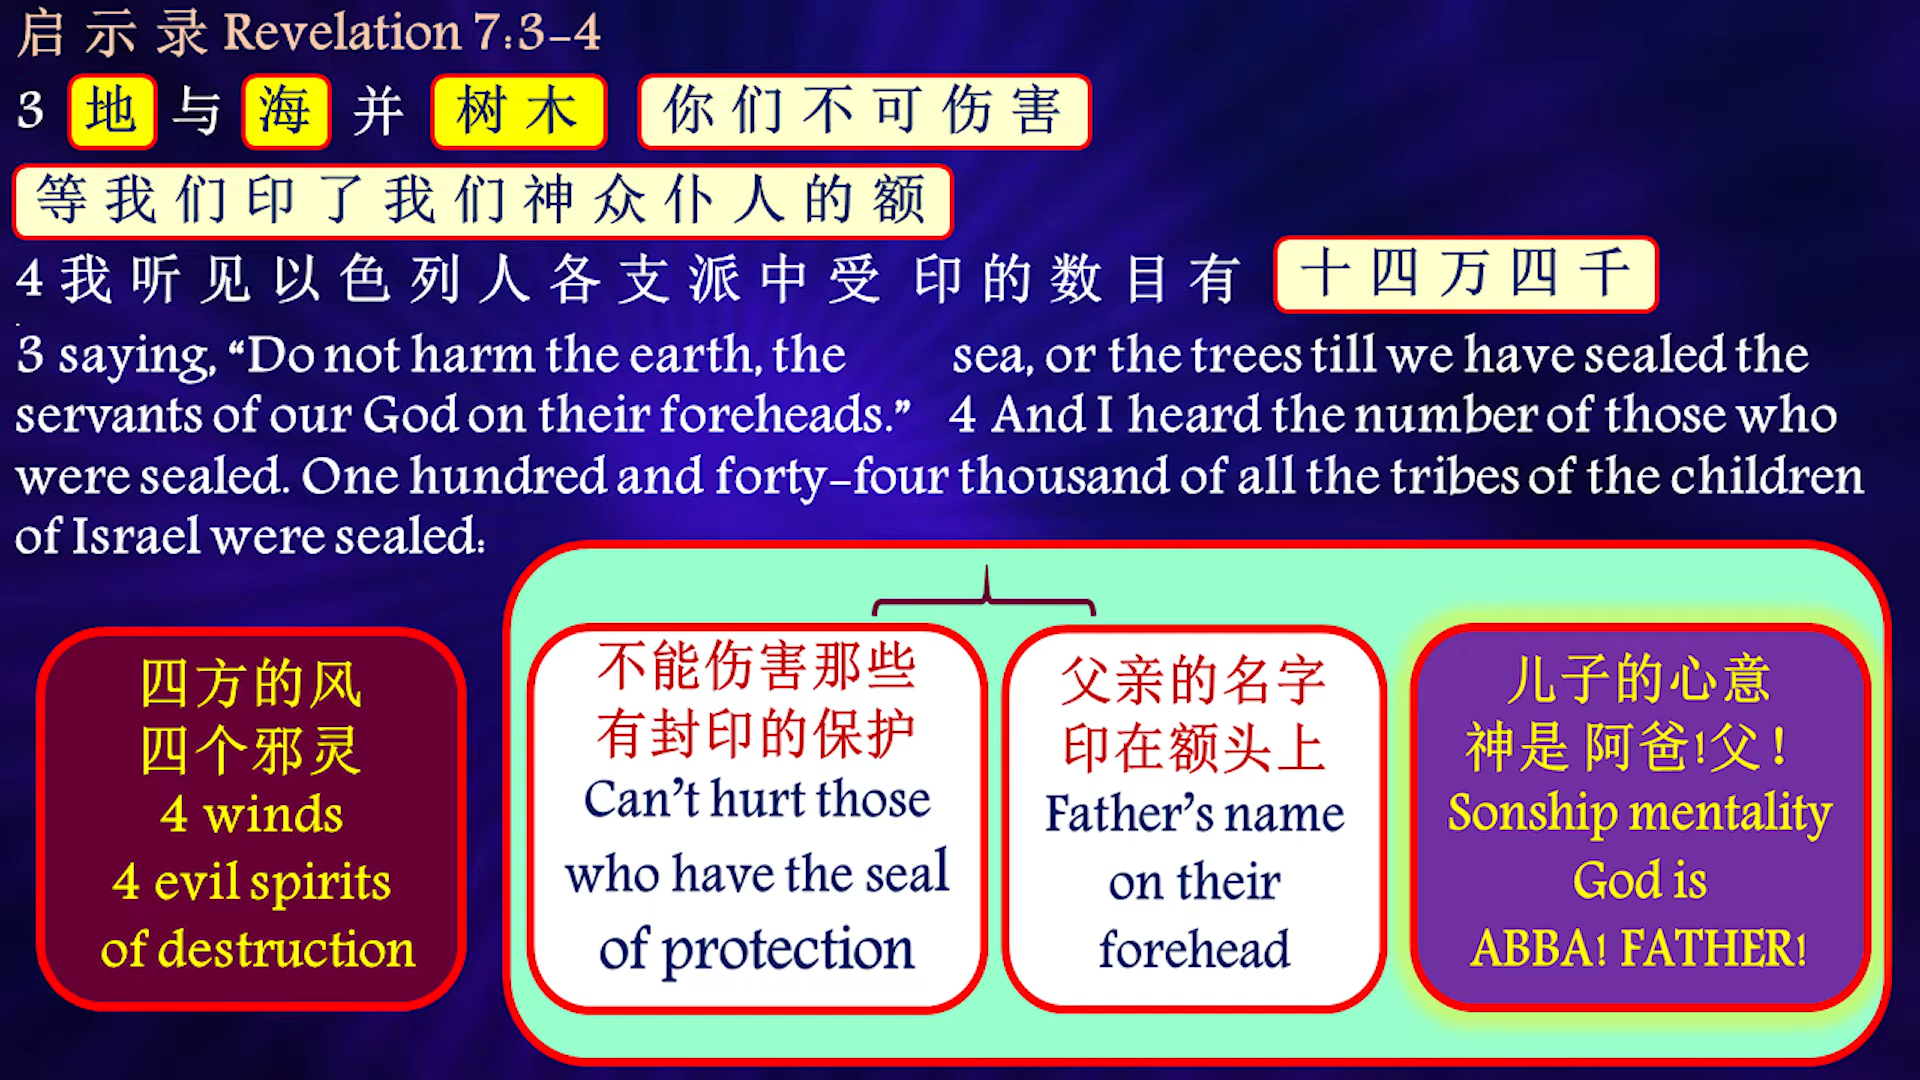 启示录 Revelation 7:3-4
3 地与海并树木 你们不可伤害
等我们印了我们神众仆人的额
4 我听见以色列人各支派中受 印的数目有 十四万四千
3 saying, “Do not harm the earth, the sea, or the trees till we have sealed the
servants of our God on their foreheads.” 4 And I heard the number of those who
were sealed. One hundred and forty-four thousand of all the tribes of the children
of Israel were sealed:
四方的风
四个邪灵
4 winds
4 evil spirits
of destruction
不能伤害那些
有封印的保护
Can’t hurt those
who have the seal
of protection
父亲的名字
印在额头上
Father’s name
on their
forehead
儿子的心意
神是 阿爸!父!
Sonship mentality
God is
ABBA! FATHER!